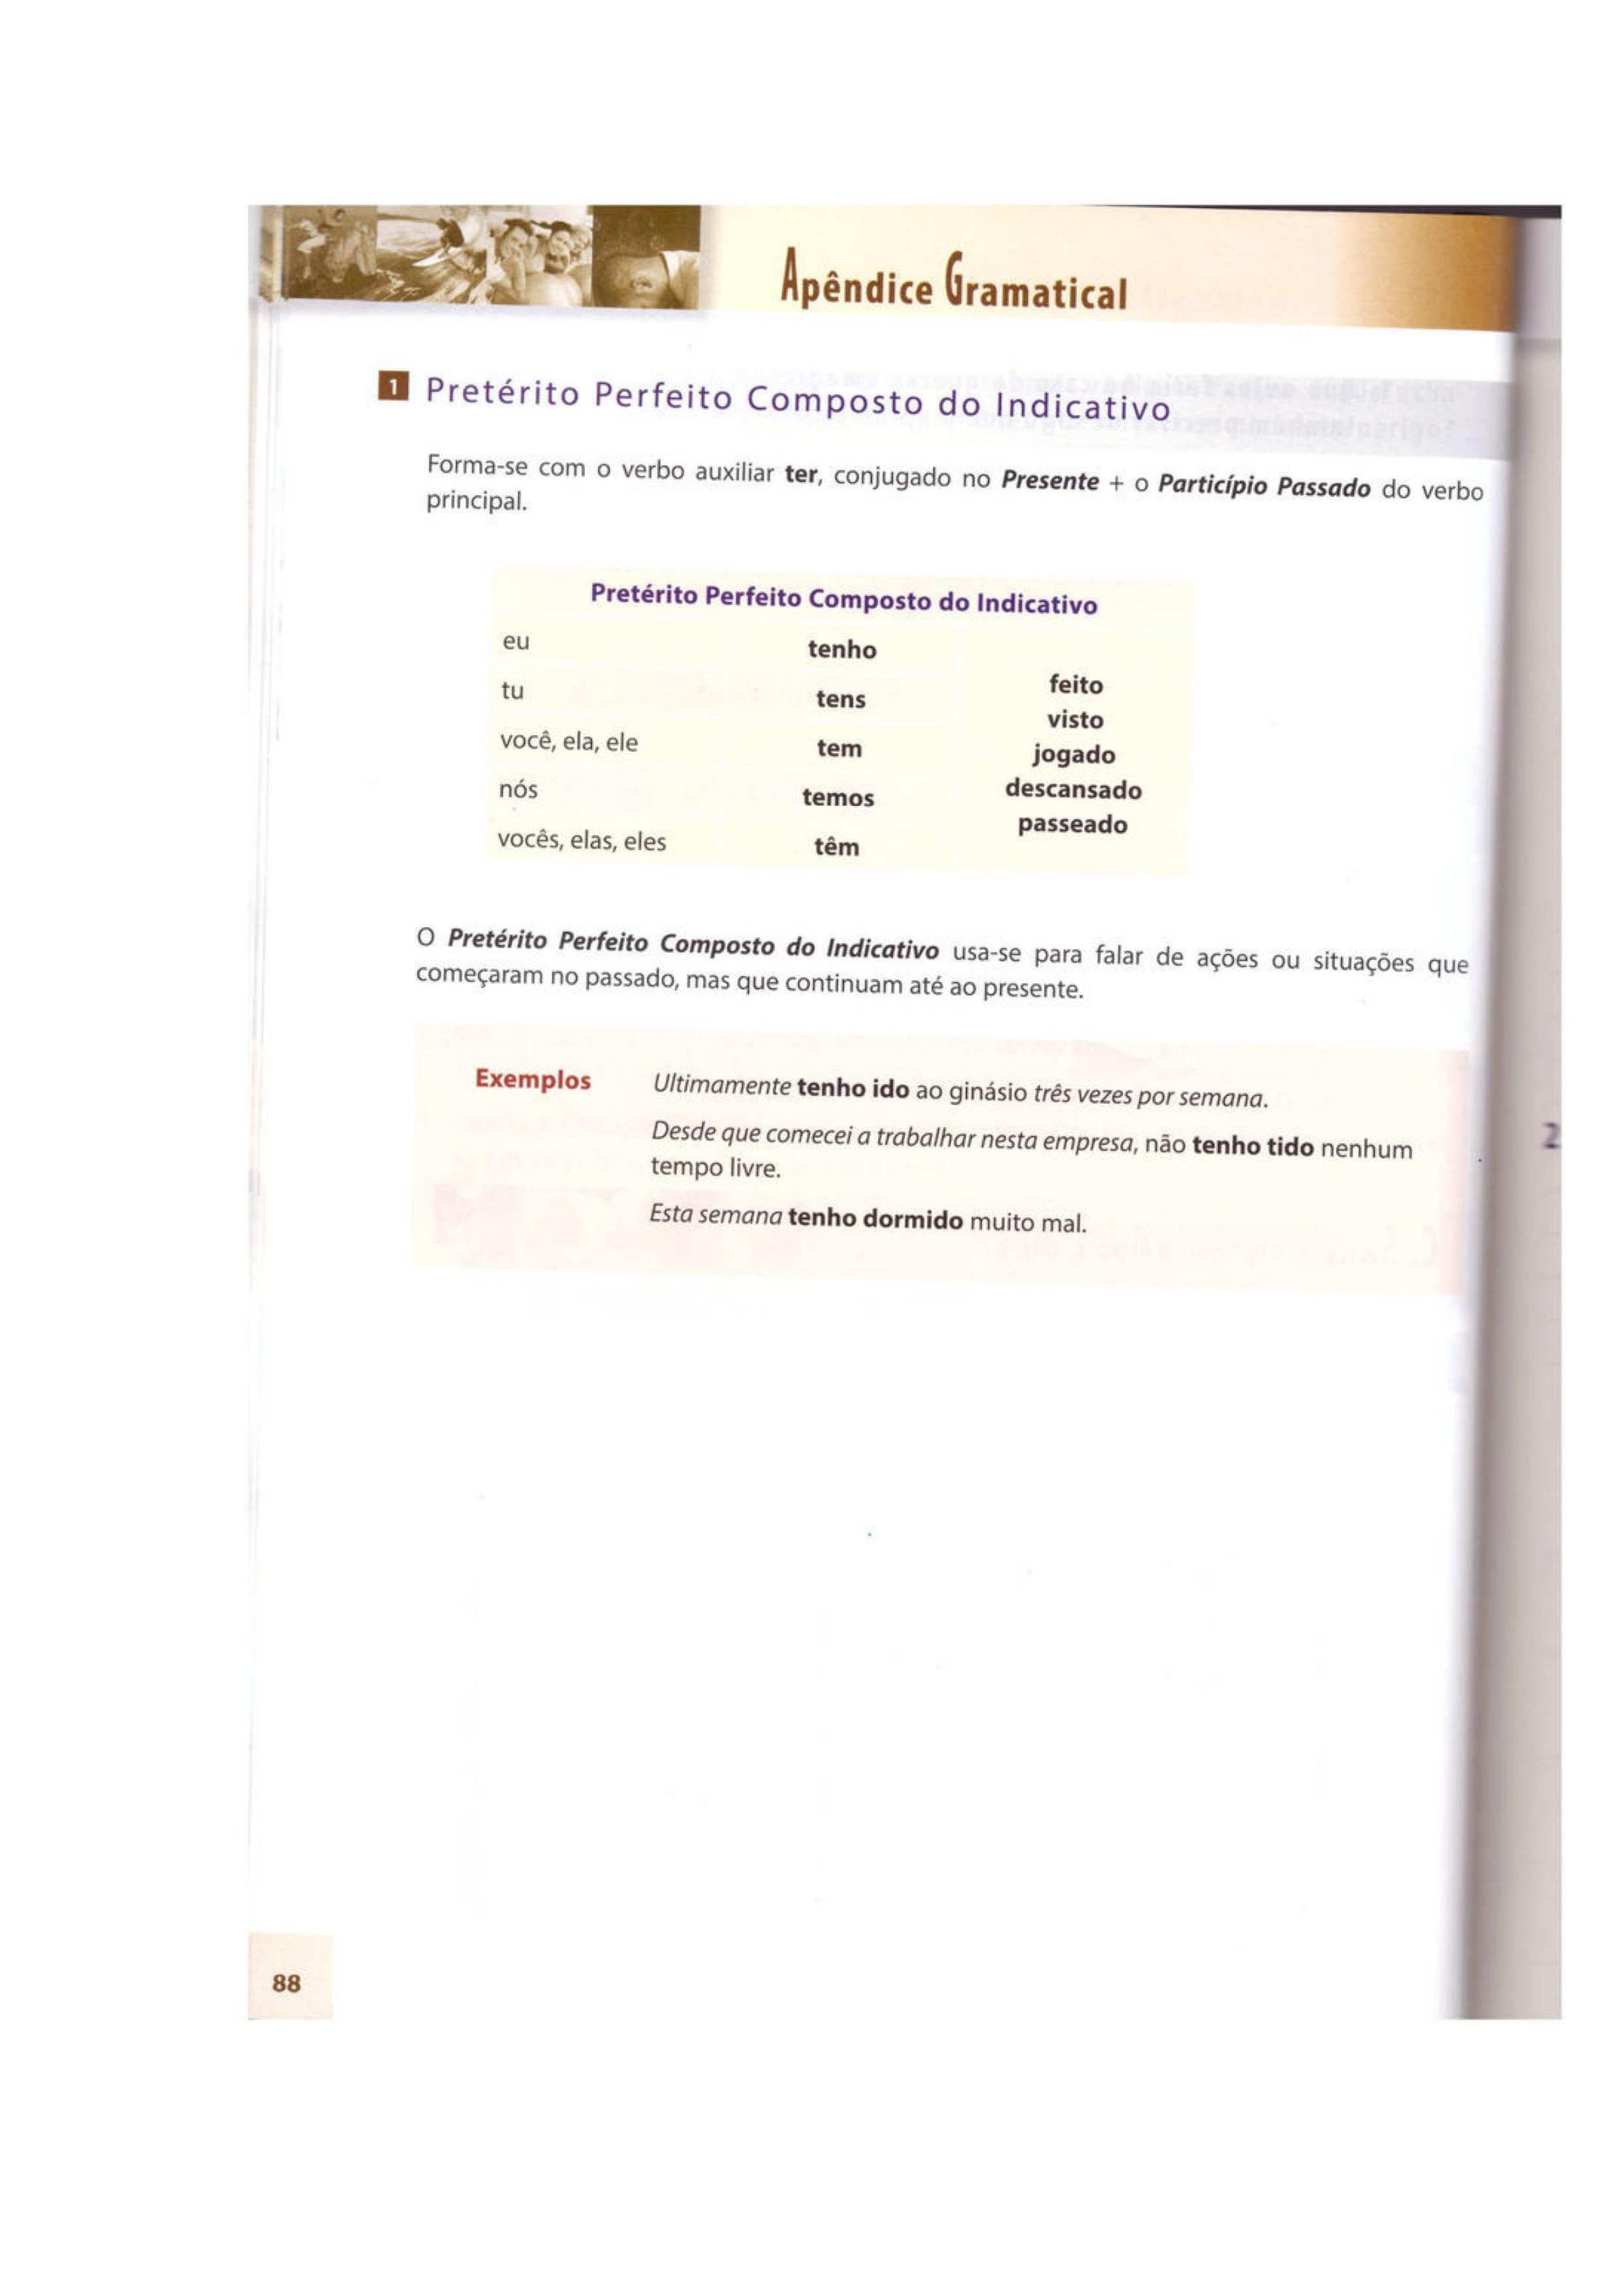 Apêndice Gramatical
1 Pretérito Perfeito Composto do Indicativo
Forma-se com o verbo auxiliar ter, conjugado no Presente + o Particípio Passado do verbo
principal.
Pretérito Perfeito Composto do Indicativo
eu tenho
tu tens
você, ela, ele tem
nós temos
vocês, elas, eles têm
feito
visto
jogado
descansado
passeado
O Pretérito Perfeito Composto do Indicativo usa-se para falar de ações ou situações que
começaram no passado, mas que continuam até ao presente.
Exemplos Ultimamente tenho ido ao ginásio três vezes por semana.
Desde que comecei a trabalhar nesta empresa, não tenho tido nenhum
tempo livre.
Esta semana tenho dormido muito mal.
2
88